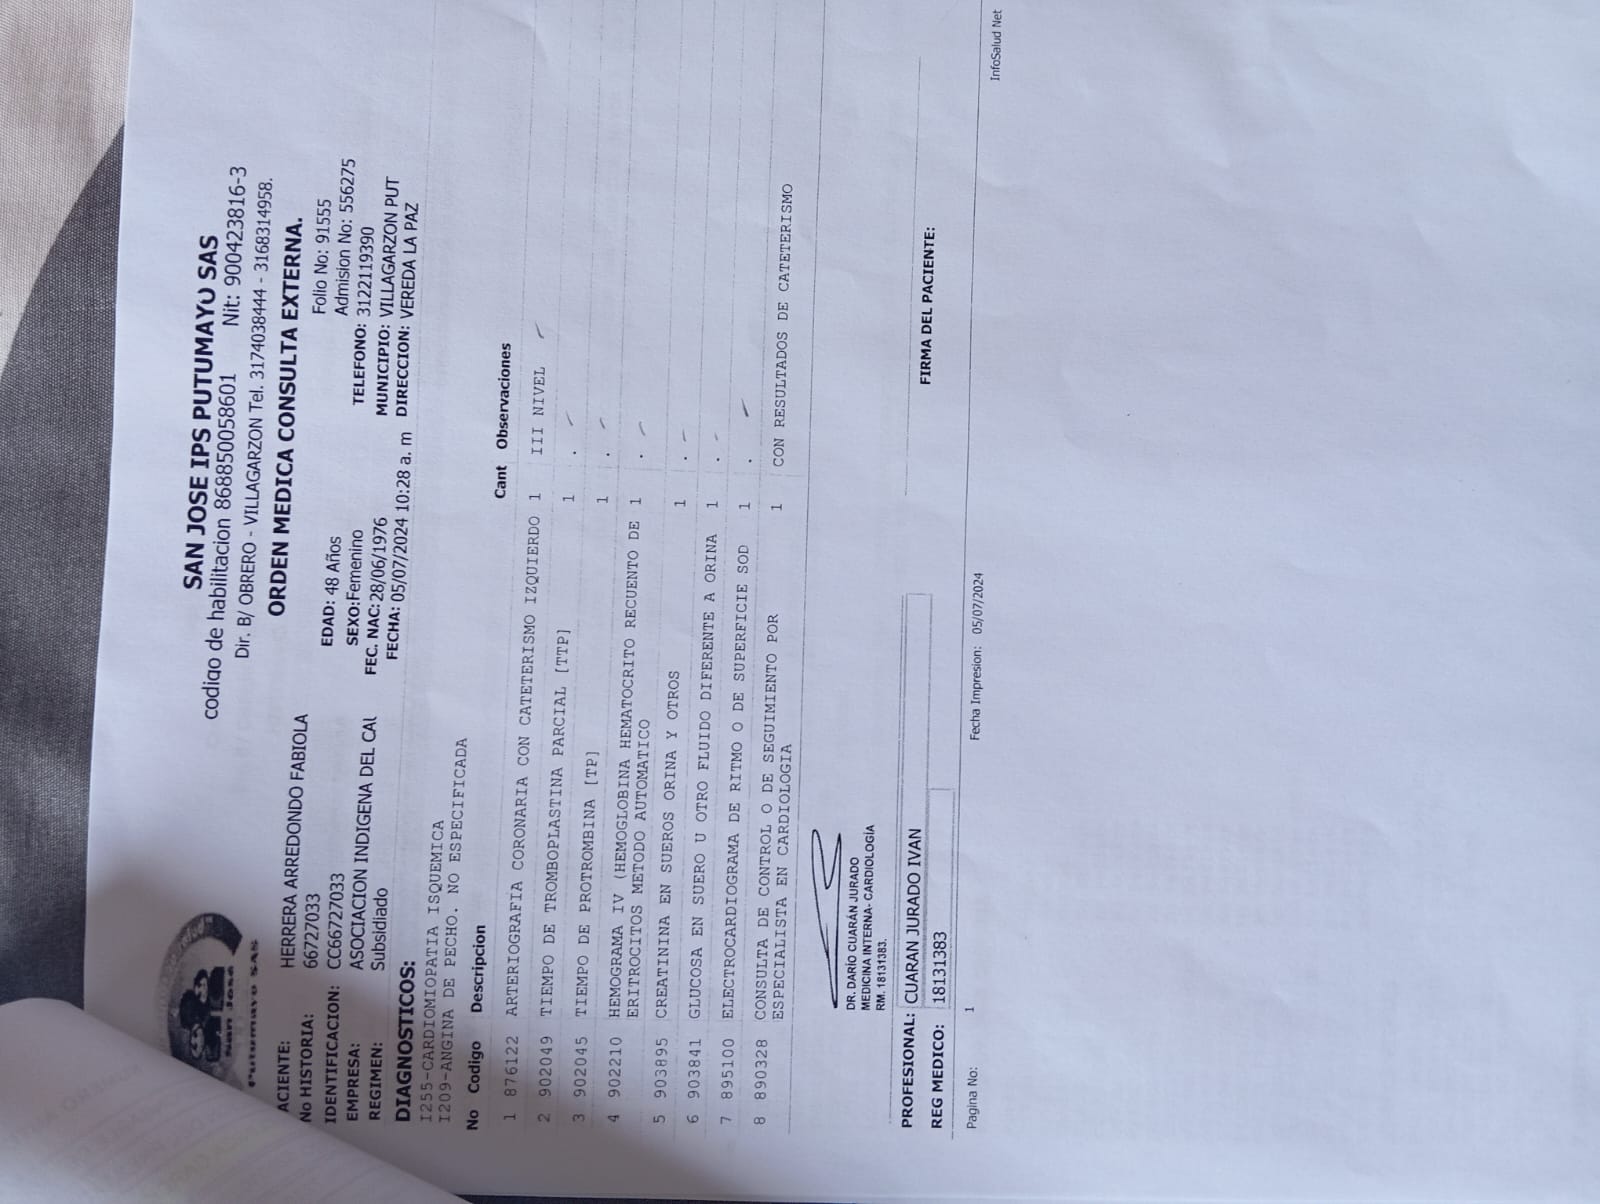 San José
Putumayo SAS
SAN JOSE IPS PUTUMAYO SAS
codigo de habilitacion 868850058601 Nit: 900423816-3
Dir. B/ OBRERO - VILLAGARZON Tel. 3174038444 - 3168314958.
ORDEN MEDICA CONSULTA EXTERNA.
ACIENTE: HERRERA ARREDONDO FABIOLA
No HISTORIA: 66727033
IDENTIFICACION: CC66727033
EMPRESA: ASOCIACION INDIGENA DEL CAU
REGIMEN: Subsidiado
EDAD: 48 Años
SEXO:Femenino
FEC. NAC: 28/06/1976
FECHA: 05/07/2024 10:28 a. m
Folio No: 91555
Admision No: 556275
TELEFONO: 3122119390
MUNICIPIO: VILLAGARZON PUT
DIRECCION: VEREDA LA PAZ
DIAGNOSTICOS:
I255-CARDIOMIOPATIA ISQUEMICA
I209-ANGINA DE PECHO. NO ESPECIFICADA
No Codigo Descripcion Cant Observaciones
1 876122 ARTERIOGRAFIA CORONARIA CON CATETERISMO IZQUIERDO 1 III NIVEL
2 902049 TIEMPO DE TROMBOPLASTINA PARCIAL [TTP] 1 .
3 902045 TIEMPO DE PROTROMBINA [TP] 1 .
4 902210 HEMOGRAMA IV (HEMOGLOBINA HEMATOCRITO RECUENTO DE 1 .
ERITROCITOS METODO AUTOMATICO
5 903895 CREATININA EN SUEROS ORINA Y OTROS 1 .
6 903841 GLUCOSA EN SUERO U OTRO FLUIDO DIFERENTE A ORINA 1 .
7 895100 ELECTROCARDIOGRAMA DE RITMO O DE SUPERFICIE SOD 1 .
8 890328 CONSULTA DE CONTROL O DE SEGUIMIENTO POR 1 CON RESULTADOS DE CATETERISMO
ESPECIALISTA EN CARDIOLOGIA
DR. DARÍO CUARÁN JURADO
MEDICINA INTERNA- CARDIOLOGÍA
RM. 18131383.
PROFESIONAL: CUARAN JURADO IVAN
REG MEDICO: 18131383
FIRMA DEL PACIENTE:
Pagina No: 1 Fecha Impresion: 05/07/2024
InfoSalud Net